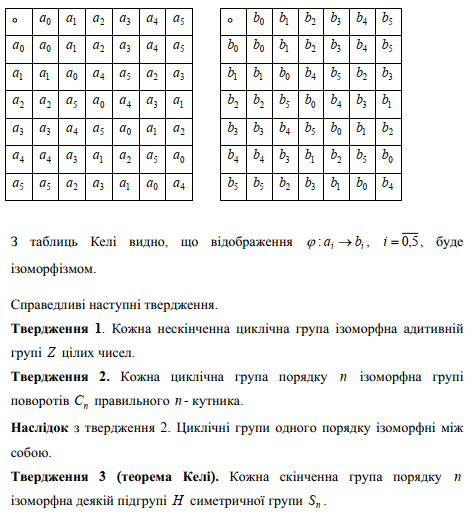 ∘ a₀ a₁ a₂ a₃ a₄ a₅
a₀ a₀ a₁ a₂ a₃ a₄ a₅
a₁ a₁ a₀ a₄ a₅ a₂ a₃
a₂ a₂ a₅ a₀ a₄ a₃ a₁
a₃ a₃ a₄ a₅ a₀ a₁ a₂
a₄ a₄ a₃ a₁ a₂ a₅ a₀
a₅ a₅ a₂ a₃ a₁ a₀ a₄
∘ b₀ b₁ b₂ b₃ b₄ b₅
b₀ b₀ b₁ b₂ b₃ b₄ b₅
b₁ b₁ b₀ b₄ b₅ b₂ b₃
b₂ b₂ b₅ b₀ b₄ b₃ b₁
b₃ b₃ b₄ b₅ b₀ b₁ b₂
b₄ b₄ b₃ b₁ b₂ b₅ b₀
b₅ b₅ b₂ b₃ b₁ b₀ b₄
З таблиць Келі видно, що відображення φ : aᵢ → bᵢ, i = 0,5, буде
ізоморфізмом.
Справедливі наступні твердження.
Твердження 1. Кожна нескінченна циклічна група ізоморфна адитивній
групі Z цілих чисел.
Твердження 2. Кожна циклічна група порядку n ізоморфна групі
поворотів Cₙ правильного n - кутника.
Наслідок з твердження 2. Циклічні групи одного порядку ізоморфні між
собою.
Твердження 3 (теорема Келі). Кожна скінченна група порядку n
ізоморфна деякій підгрупі H симетричної групи Sₙ.